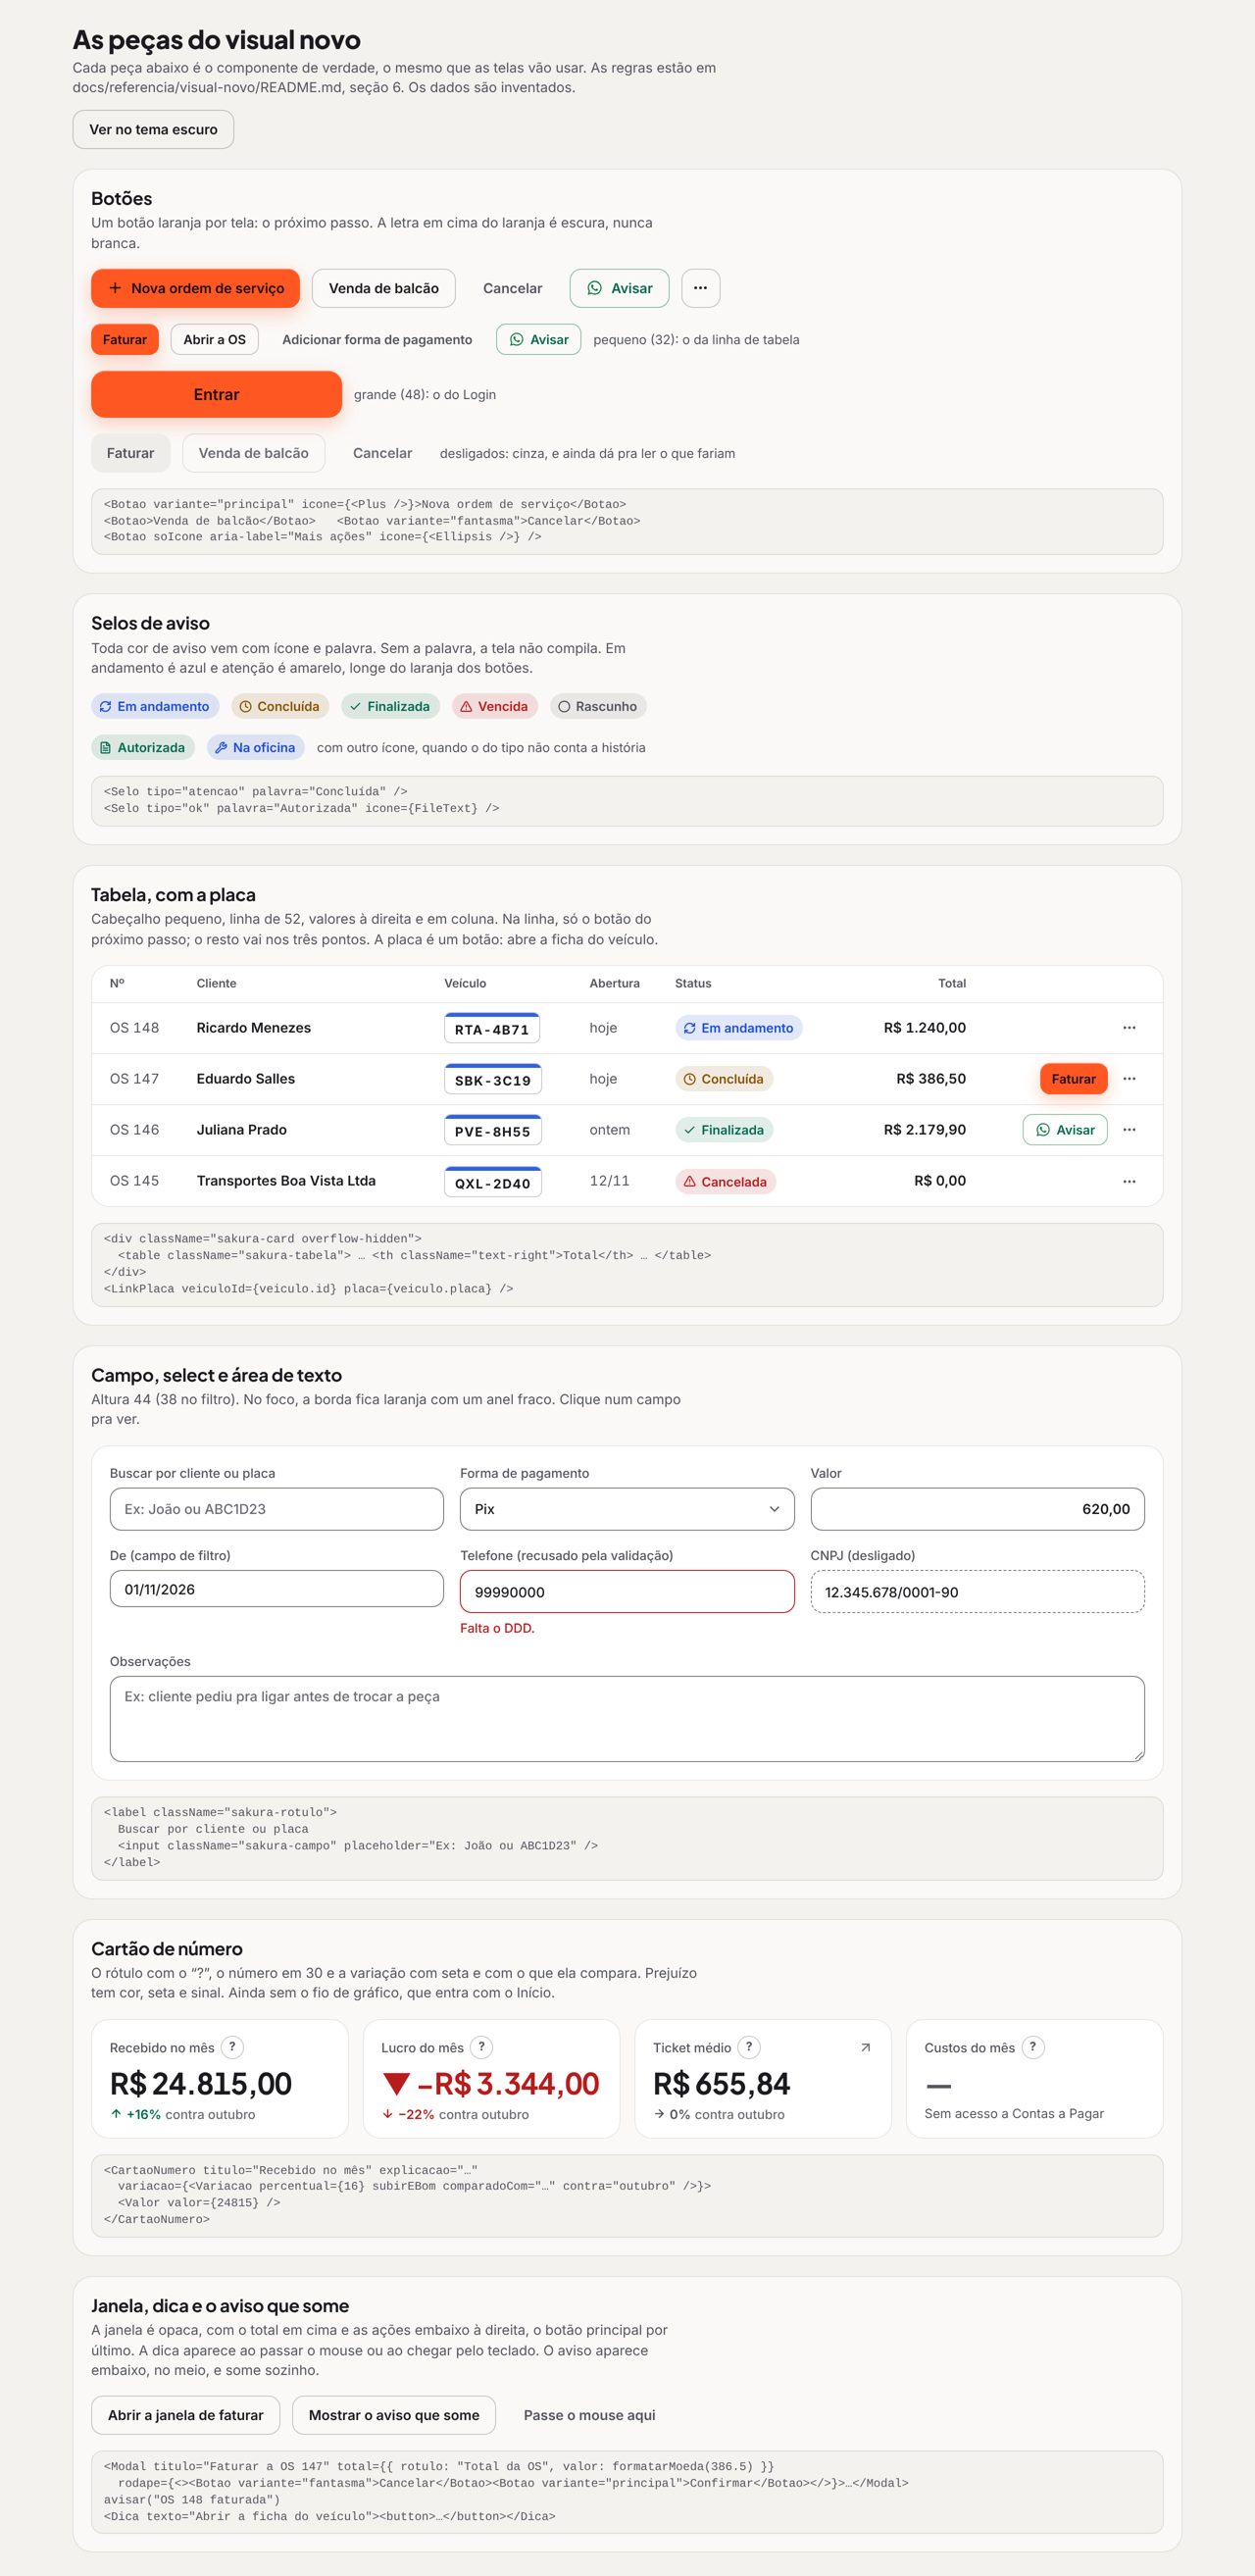 As peças do visual novo
Cada peça abaixo é o componente de verdade, o mesmo que as telas vão usar. As regras estão em
docs/referencia/visual-novo/README.md, seção 6. Os dados são inventados.
Ver no tema escuro
Botões
Um botão laranja por tela: o próximo passo. A letra em cima do laranja é escura, nunca
branca.
Nova ordem de serviço Venda de balcão Cancelar Avisar ...
Faturar Abrir a OS Adicionar forma de pagamento Avisar pequeno (32): o da linha de tabela
Entrar grande (48): o do Login
Faturar Venda de balcão Cancelar desligados: cinza, e ainda dá pra ler o que fariam
<Botao variante="principal" icone={<Plus />}>Nova ordem de serviço</Botao>
<Botao>Venda de balcão</Botao>   <Botao variante="fantasma">Cancelar</Botao>
<Botao soIcone aria-label="Mais ações" icone={<Ellipsis />} />
Selos de aviso
Toda cor de aviso vem com ícone e palavra. Sem a palavra, a tela não compila. Em
andamento é azul e atenção é amarelo, longe do laranja dos botões.
Em andamento Concluída Finalizada Vencida Rascunho
Autorizada Na oficina com outro ícone, quando o do tipo não conta a história
<Selo tipo="atencao" palavra="Concluída" />
<Selo tipo="ok" palavra="Autorizada" icone={FileText} />
Tabela, com a placa
Cabeçalho pequeno, linha de 52, valores à direita e em coluna. Na linha, só o botão do
próximo passo; o resto vai nos três pontos. A placa é um botão: abre a ficha do veículo.
Nº Cliente Veículo Abertura Status Total
OS 148 Ricardo Menezes RTA-4B71 hoje Em andamento R$ 1.240,00 ...
OS 147 Eduardo Salles SBK-3C19 hoje Concluída R$ 386,50 Faturar ...
OS 146 Juliana Prado PVE-8H55 ontem Finalizada R$ 2.179,90 Avisar ...
OS 145 Transportes Boa Vista Ltda QXL-2D40 12/11 Cancelada R$ 0,00 ...
<div className="sakura-card overflow-hidden">
  <table className="sakura-tabela"> … <th className="text-right">Total</th> … </table>
</div>
<LinkPlaca veiculoId={veiculo.id} placa={veiculo.placa} />
Campo, select e área de texto
Altura 44 (38 no filtro). No foco, a borda fica laranja com um anel fraco. Clique num campo
pra ver.
Buscar por cliente ou placa Forma de pagamento Valor
Ex: João ou ABC1D23 Pix 620,00
De (campo de filtro) Telefone (recusado pela validação) CNPJ (desligado)
01/11/2026 99990000 12.345.678/0001-90
Falta o DDD.
Observações
Ex: cliente pediu pra ligar antes de trocar a peça
<label className="sakura-rotulo">
  Buscar por cliente ou placa
  <input className="sakura-campo" placeholder="Ex: João ou ABC1D23" />
</label>
Cartão de número
O rótulo com o “?”, o número em 30 e a variação com seta e com o que ela compara. Prejuízo
tem cor, seta e sinal. Ainda sem o fio de gráfico, que entra com o Início.
Recebido no mês ? Lucro do mês ? Ticket médio ? Custos do mês ?
R$ 24.815,00 ▼ −R$ 3.344,00 R$ 655,84 —
↑ +16% contra outubro ↓ −22% contra outubro → 0% contra outubro Sem acesso a Contas a Pagar
<CartaoNumero titulo="Recebido no mês" explicacao="…"
  variacao={<Variacao percentual={16} subirEBom comparadoCom="…" contra="outubro" />}>
  <Valor valor={24815} />
</CartaoNumero>
Janela, dica e o aviso que some
A janela é opaca, com o total em cima e as ações embaixo à direita, o botão principal por
último. A dica aparece ao passar o mouse ou ao chegar pelo teclado. O aviso aparece
embaixo, no meio, e some sozinho.
Abrir a janela de faturar Mostrar o aviso que some Passe o mouse aqui
<Modal titulo="Faturar a OS 147" total={{ rotulo: "Total da OS", valor: formatarMoeda(386.5) }}
  rodape={<><Botao variante="fantasma">Cancelar</Botao><Botao variante="principal">Confirmar</Botao></>}>…</Modal>
avisar("OS 148 faturada")
<Dica texto="Abrir a ficha do veículo"><button>…</button></Dica>